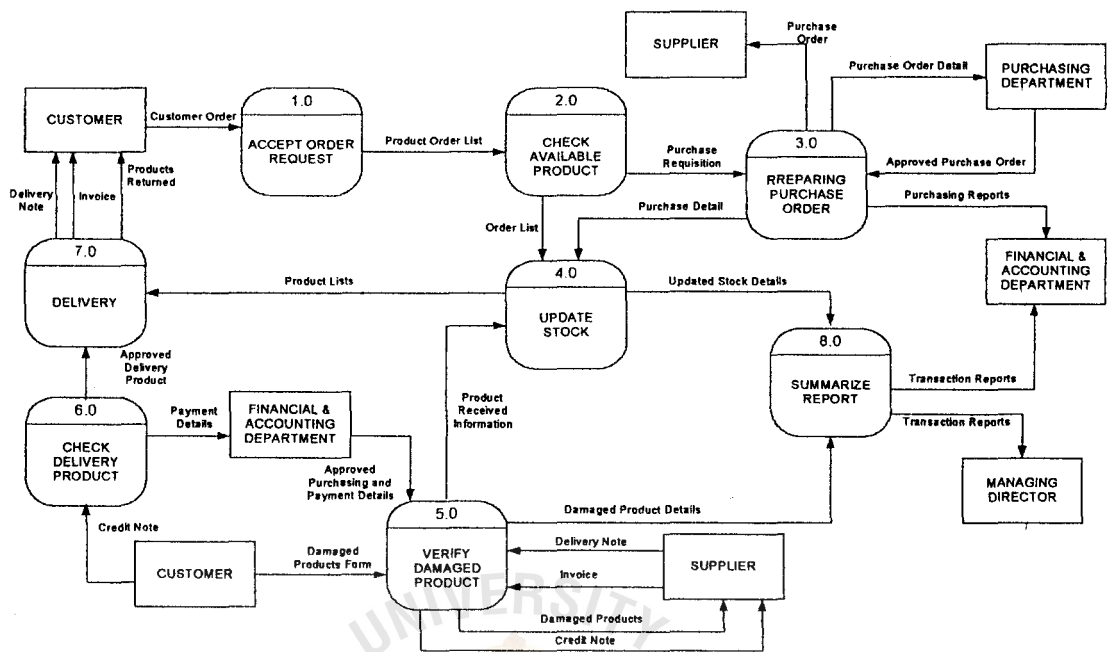 SUPPLIER
Purchase
Order
Purchase Order Detail
PURCHASING
DEPARTMENT
CUSTOMER
Customer Order
1.0
ACCEPT ORDER
REQUEST
Product Order List
2.0
CHECK
AVAILABLE
PRODUCT
Purchase
Requisition
3.0
RREPARING
PURCHASE
ORDER
Approved Purchase Order
Purchasing Reports
Delivery
Note
Invoice
Products
Returned
Order List
Purchase Detail
FINANCIAL &
ACCOUNTING
DEPARTMENT
7.0
DELIVERY
Product Lists
4.0
UPDATE
STOCK
Updated Stock Details
8.0
SUMMARIZE
REPORT
Transaction Reports
Transaction Reports
MANAGING
DIRECTOR
Approved
Delivery
Product
6.0
CHECK
DELIVERY
PRODUCT
Payment
Details
FINANCIAL &
ACCOUNTING
DEPARTMENT
Product
Received
Information
Approved
Purchasing and
Payment Details
Credit Note
CUSTOMER
Damaged
Products Form
5.0
VERIFY
DAMAGED
PRODUCT
Damaged Product Details
Delivery Note
Invoice
SUPPLIER
Damaged Products
Credit Note
UNIVERSITY